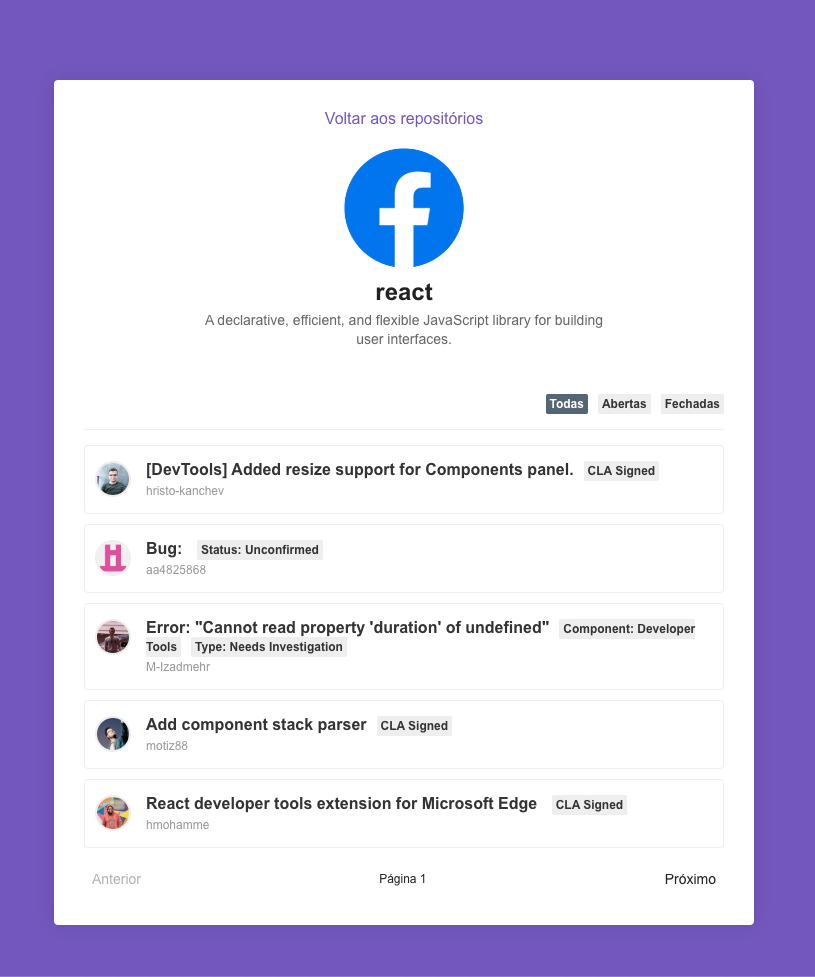 Voltar aos repositórios
react
A declarative, efficient, and flexible JavaScript library for building
user interfaces.
Todas Abertas Fechadas
[DevTools] Added resize support for Components panel. CLA Signed
hristo-kanchev
Bug: Status: Unconfirmed
aa4825868
Error: "Cannot read property 'duration' of undefined" Component: Developer
Tools Type: Needs Investigation
M-Izadmehr
Add component stack parser CLA Signed
motiz88
React developer tools extension for Microsoft Edge CLA Signed
hmohamme
Anterior Página 1 Próximo